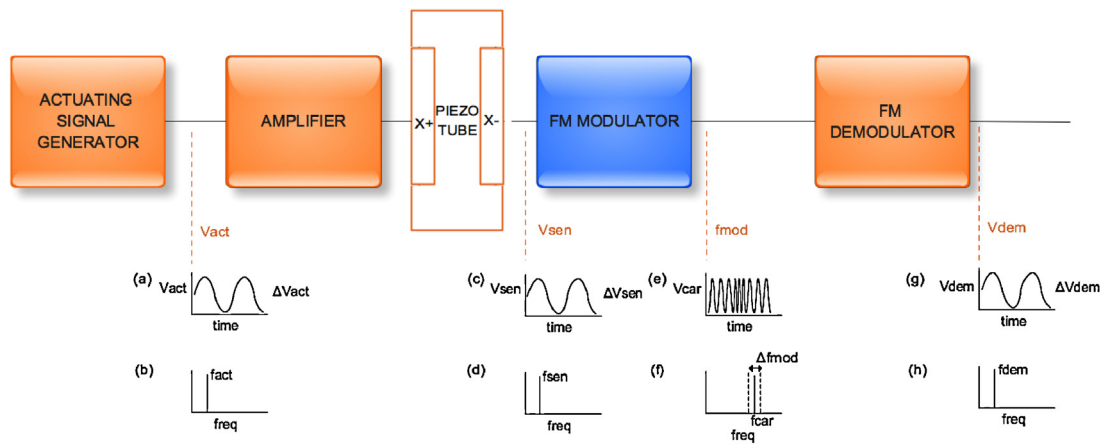 ACTUATING
SIGNAL
GENERATOR
AMPLIFIER
X+
PIEZO
TUBE
X-
FM MODULATOR
FM
DEMODULATOR
Vact
Vsen
fmod
Vdem
(a)
Vact
ΔVact
time
(c)
Vsen
ΔVsen
time
(e)
Vcar
time
(g)
Vdem
ΔVdem
time
(b)
fact
freq
(d)
fsen
freq
(f)
Δfmod
fcar
freq
(h)
fdem
freq